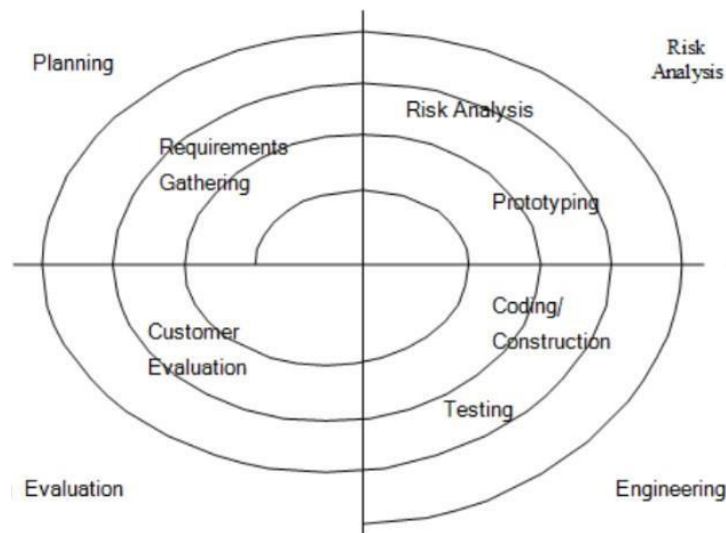 Planning
Risk
Analysis
Risk Analysis
Requirements
Gathering
Prototyping
Coding/
Construction
Customer
Evaluation
Testing
Evaluation
Engineering